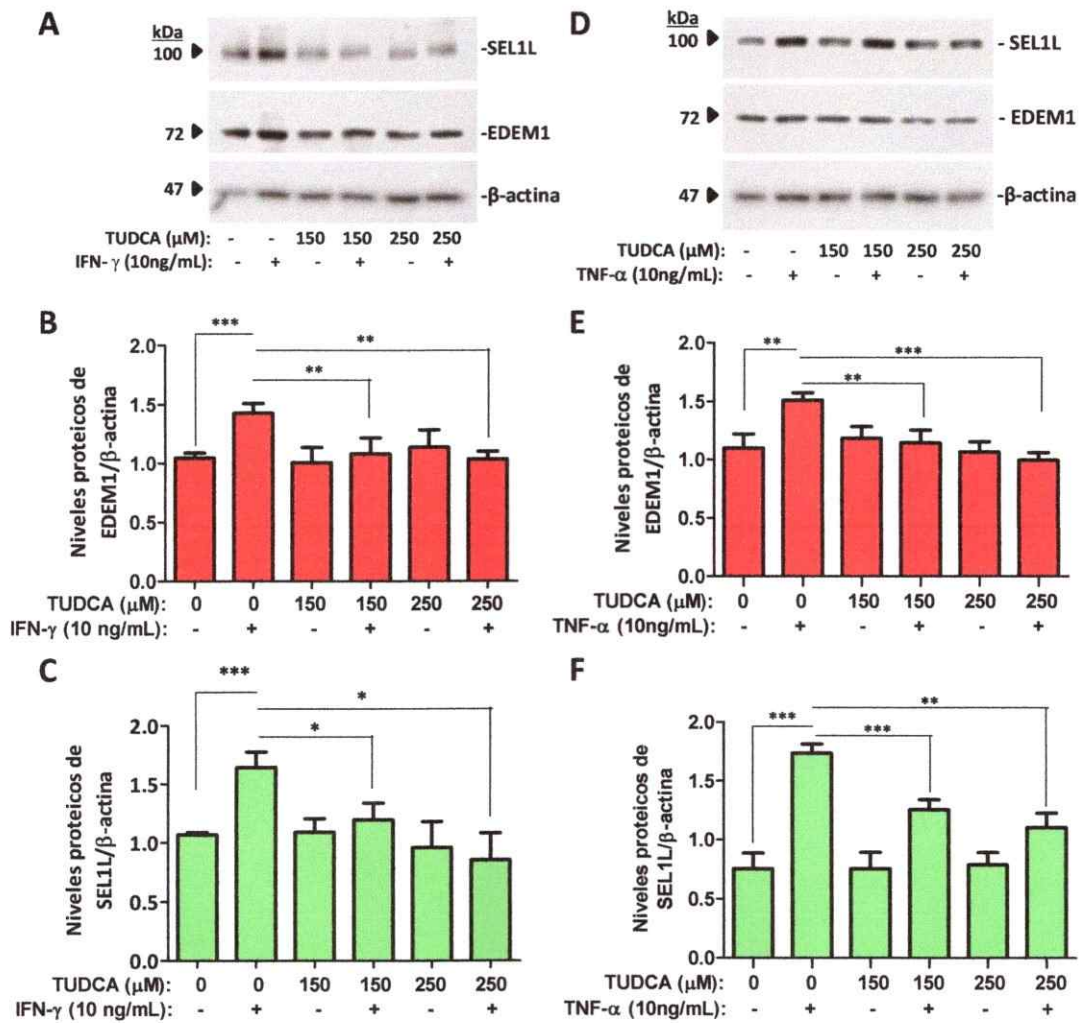 A
kDa
100 -SEL1L
72 -EDEM1
47 -β-actina
TUDCA (μM): - - 150 150 250 250
IFN- γ (10ng/mL): - + - + - +
D
kDa
100 - SEL1L
72 - EDEM1
47 -β-actina
TUDCA (μM): - - 150 150 250 250
TNF-α (10ng/mL): - + - + - +
B
***
**
**
Niveles proteicos de
EDEM1/β-actina
2.0
1.5
1.0
0.5
0.0
TUDCA (μM): 0 0 150 150 250 250
IFN-γ (10 ng/mL): - + - + - +
E
**
***
**
Niveles proteicos de
EDEM1/β-actina
2.0
1.5
1.0
0.5
0.0
TUDCA (μM): 0 0 150 150 250 250
TNF-α (10ng/mL): - + - + - +
C
***
*
*
Niveles proteicos de
SEL1L/β-actina
2.0
1.5
1.0
0.5
0.0
TUDCA (μM): 0 0 150 150 250 250
IFN-γ (10 ng/mL): - + - + - +
F
***
**
***
Niveles proteicos de
SEL1L/β-actina
2.0
1.5
1.0
0.5
0.0
TUDCA (μM): 0 0 150 150 250 250
TNF-α (10ng/mL): - + - + - +